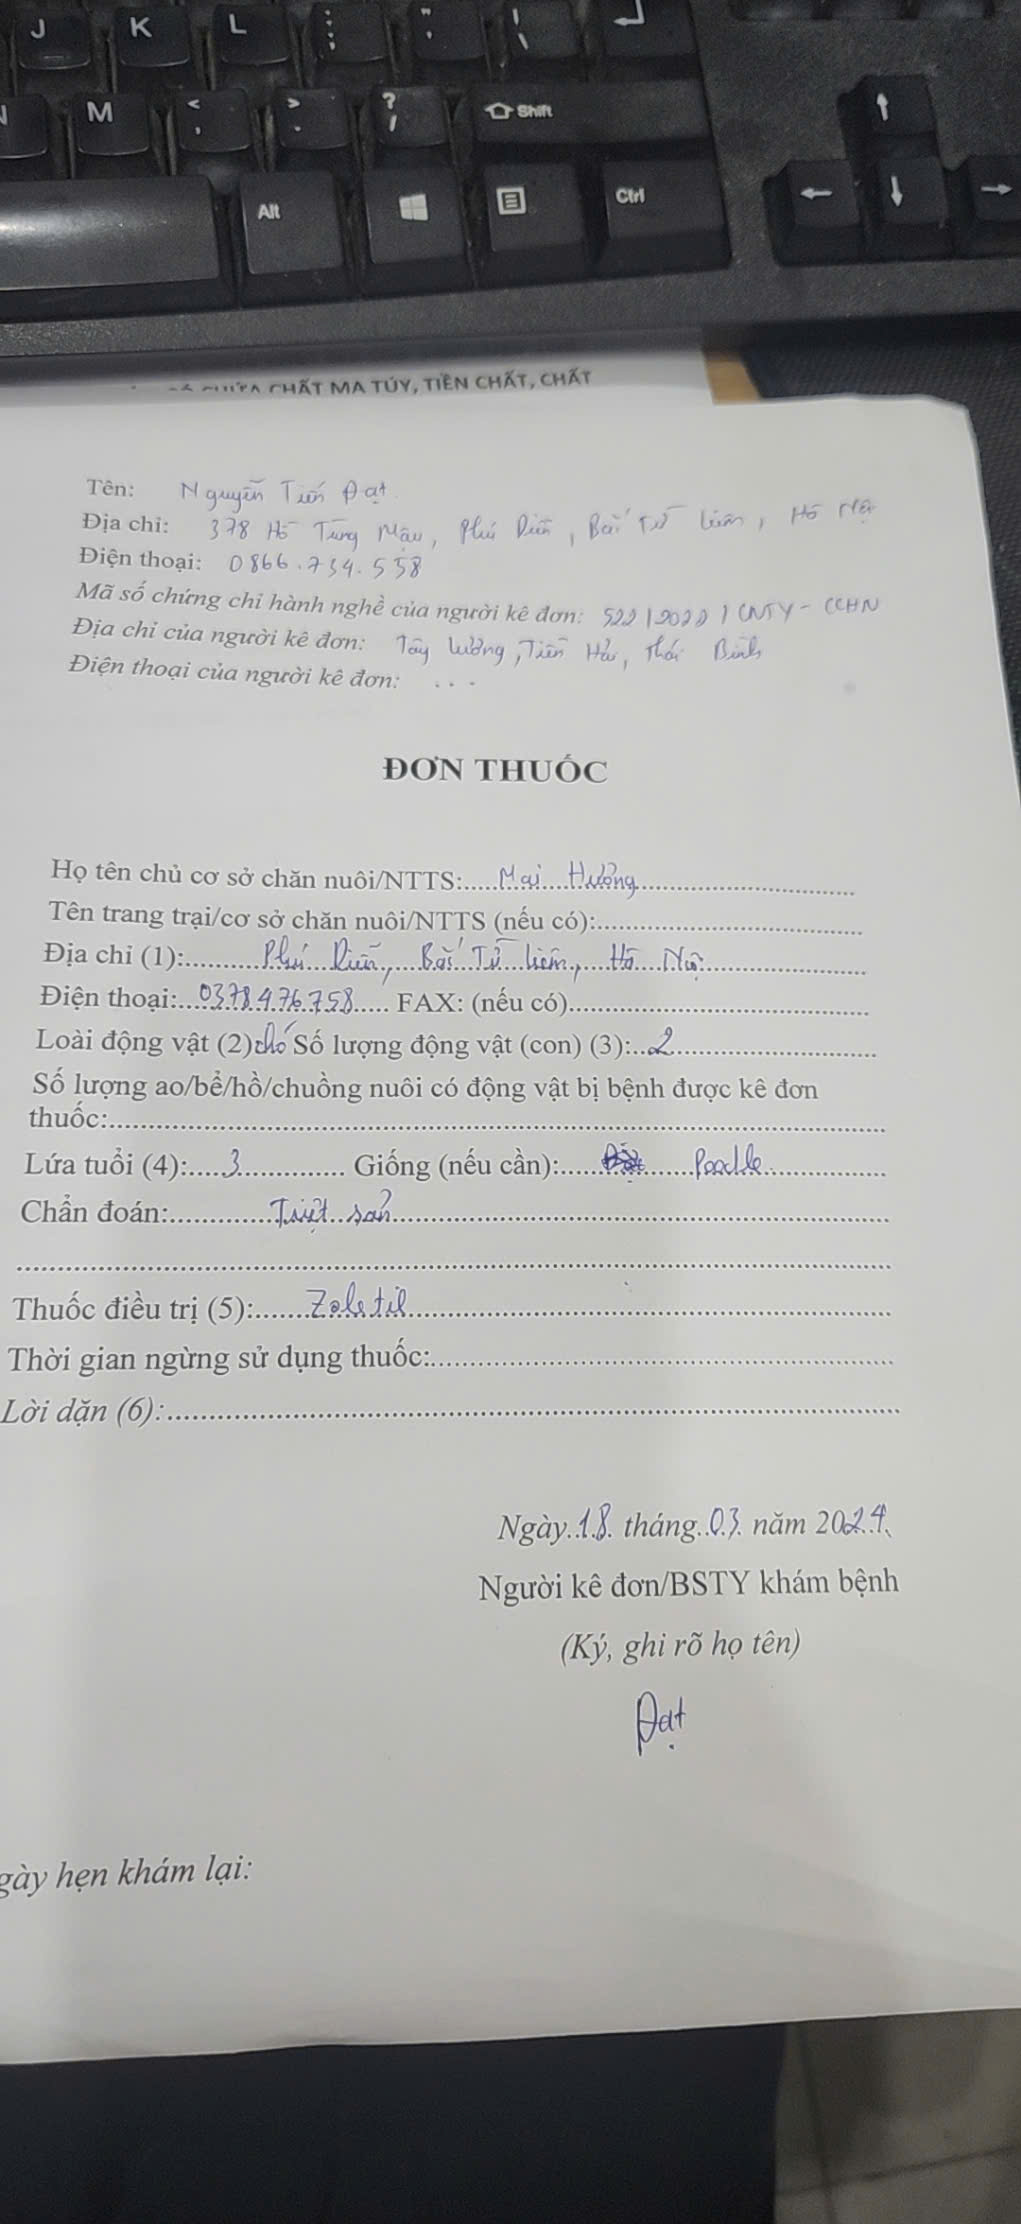 J K L : ; " ' | \
M < , > . ? / Shift
Alt Ctrl
CHẤT MA TÚY, TIỀN CHẤT, CHẤT
Tên: Nguyễn Tiến Đạt
Địa chỉ: 378 Hồ Tùng Mậu, Phú Diễn, Bắc Từ Liêm, Hà Nội
Điện thoại: 0866.734.558
Mã số chứng chỉ hành nghề của người kê đơn: 522/2022/CNTY-CCHN
Địa chỉ của người kê đơn: Tây Lương, Tiền Hải, Thái Bình
Điện thoại của người kê đơn: ...
ĐƠN THUỐC
Họ tên chủ cơ sở chăn nuôi/NTTS: Mai Hường
Tên trang trại/cơ sở chăn nuôi/NTTS (nếu có):
Địa chỉ (1): Phú Diễn, Bắc Từ Liêm, Hà Nội
Điện thoại: 0378.476.758 FAX: (nếu có)
Loài động vật (2) chó Số lượng động vật (con) (3): 2
Số lượng ao/bể/hồ/chuồng nuôi có động vật bị bệnh được kê đơn
thuốc:
Lứa tuổi (4): 3 Giống (nếu cần): Poodle
Chẩn đoán: Triệt sản
Thuốc điều trị (5): Zoletil
Thời gian ngừng sử dụng thuốc:
Lời dặn (6):
Ngày 18 tháng 03 năm 2024
Người kê đơn/BSTY khám bệnh
(Ký, ghi rõ họ tên)
Đạt
gày hẹn khám lại: